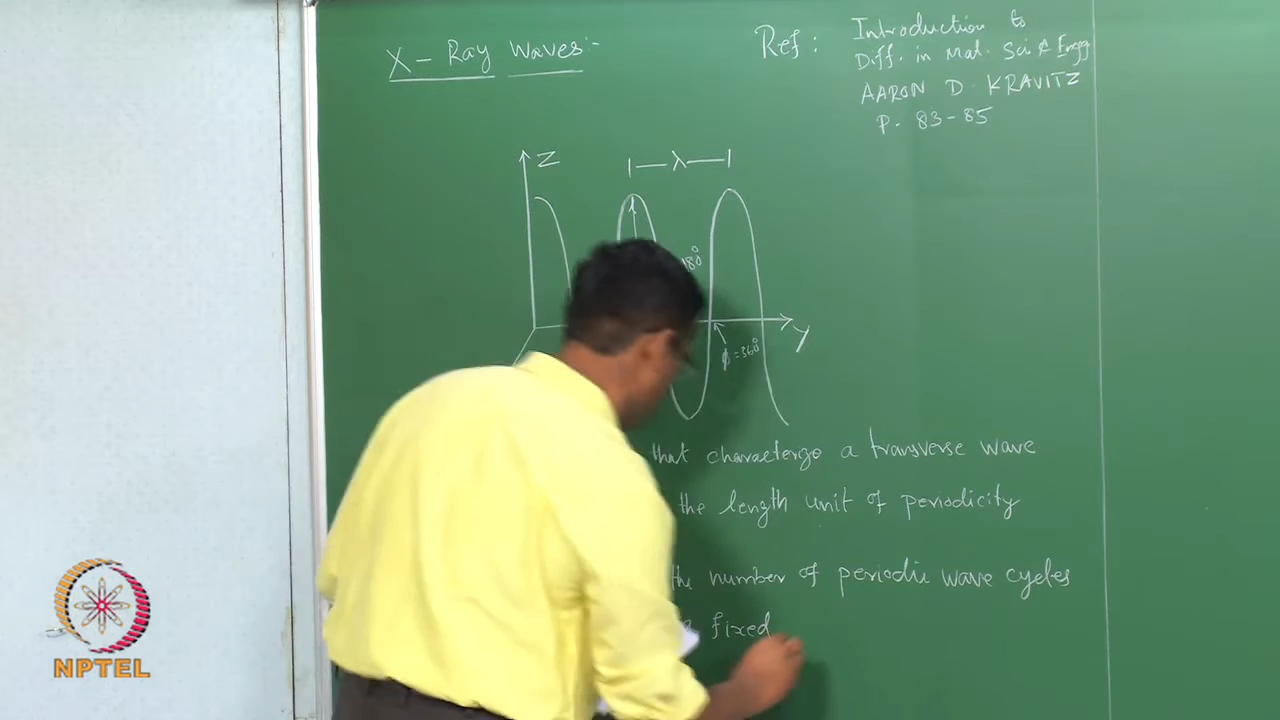 X - Ray Waves:-
Ref: Introduction to
Diff. in Mat. Sci & Engg
AARON D. KRAVITZ
P. 83-85
Z
λ
180°
Y
ϕ = 360°
that characterize a transverse wave
the length unit of periodicity
the number of periodic wave cycles
fixed
NPTEL